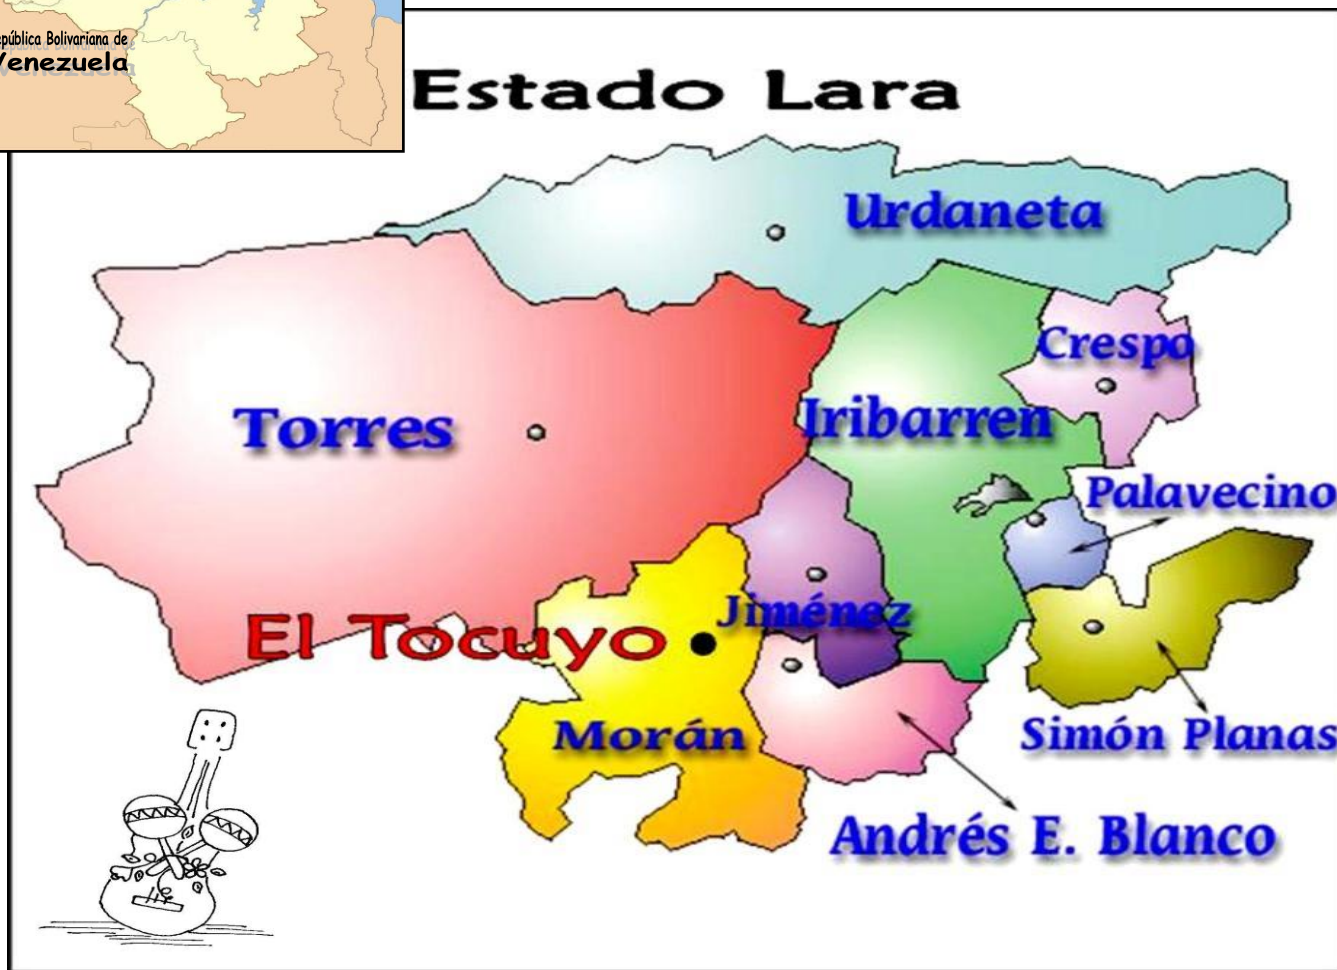 República Bolivariana de
Venezuela
Estado Lara
Urdaneta
Crespo
Torres
Iribarren
Palavecino
Jiménez
El Tocuyo
Morán
Simón Planas
Andrés E. Blanco